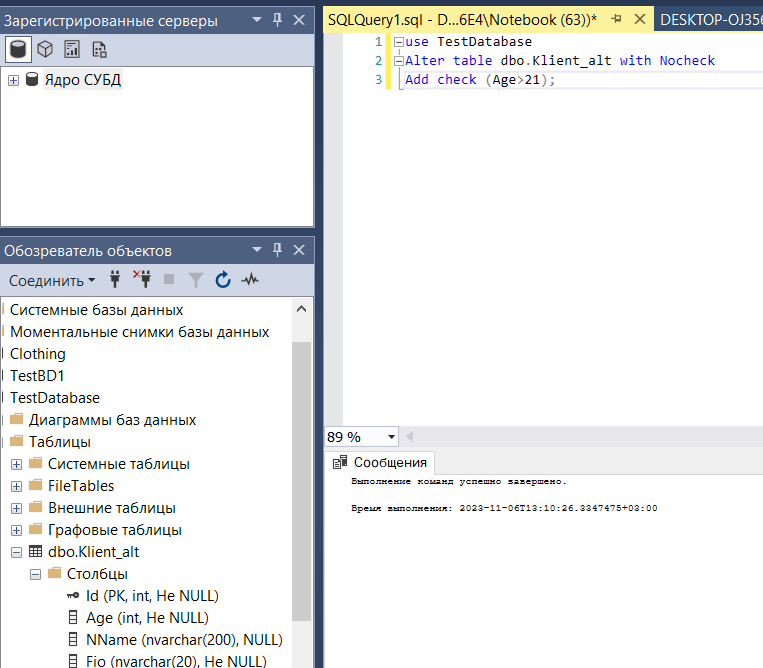 Зарегистрированные серверы
Ядро СУБД
Обозреватель объектов
Соединить
Системные базы данных
Моментальные снимки базы данных
Clothing
TestBD1
TestDatabase
Диаграммы баз данных
Таблицы
Системные таблицы
FileTables
Внешние таблицы
Графовые таблицы
dbo.Klient_alt
Столбцы
Id (PK, int, Не NULL)
Age (int, Не NULL)
NName (nvarchar(200), NULL)
Fio (nvarchar(20), Не NULL)
SQLQuery1.sql - D...6E4\Notebook (63))* DESKTOP-OJ356
1 use TestDatabase
2 Alter table dbo.Klient_alt with Nocheck
3 Add check (Age>21);
89 %
Сообщения
Выполнение команд успешно завершено.
Время выполнения: 2023-11-06T13:10:26.3347475+03:00